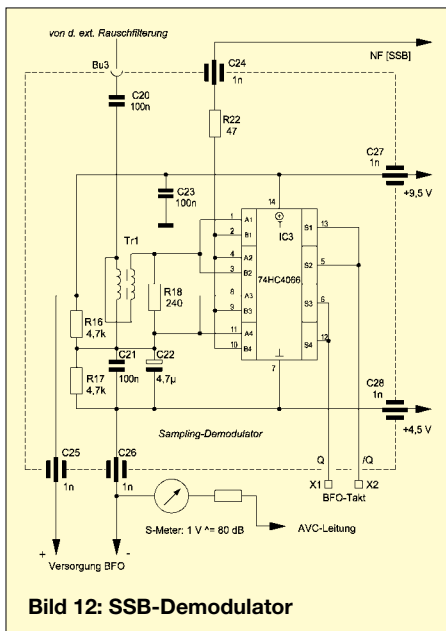 von d. ext. Rauschfilterung
Bu3
C20
100n
C24
1n
NF [SSB]
R22
47
C27
1n
+9,5 V
C23
100n
14
Tr1
1
2
4
3
8
9
11
10
A1
B1
A2
B2
A3
B3
A4
B4
IC3
74HC4066
S1
S2
S3
S4
13
5
6
12
7
R18
240
R16
4,7k
R17
4,7k
C21
100n
C22
4,7µ
C28
1n
+4,5 V
Sampling-Demodulator
C25
1n
C26
1n
Q
/Q
X1
X2
BFO-Takt
S-Meter: 1 V ^= 80 dB
AVC-Leitung
+
-
Versorgung BFO
Bild 12: SSB-Demodulator